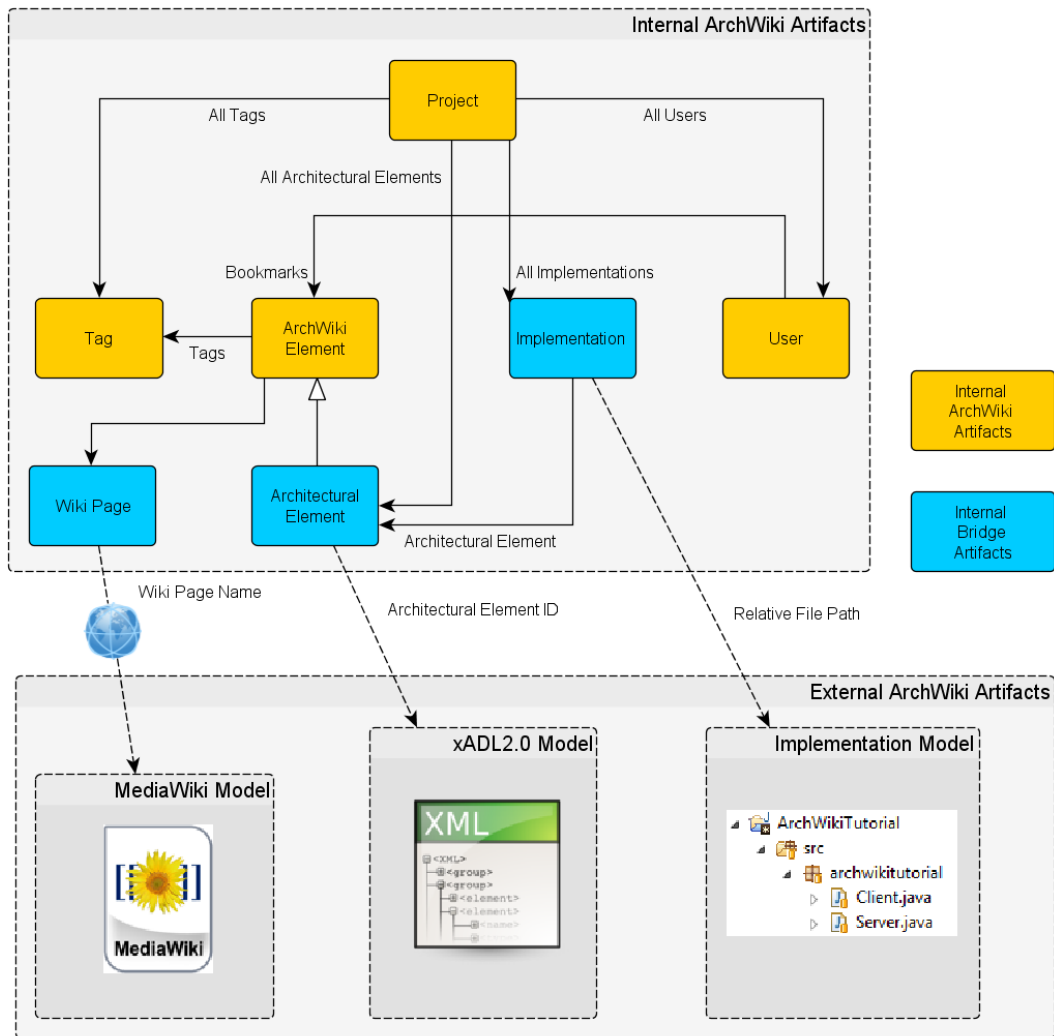 Internal ArchWiki Artifacts
Project
All Tags
All Users
All Architectural Elements
Bookmarks
All Implementations
Tag
ArchWiki
Element
Implementation
User
Tags
Internal
ArchWiki
Artifacts
Wiki Page
Architectural
Element
Architectural Element
Internal
Bridge
Artifacts
Wiki Page Name
Architectural Element ID
Relative File Path
External ArchWiki Artifacts
xADL2.0 Model
Implementation Model
MediaWiki Model
XML
<XML>
<group>
<group>
<element>
<element>
<name>
ArchWikiTutorial
src
archwikitutorial
Client.java
Server.java
[[ ]]
MediaWiki